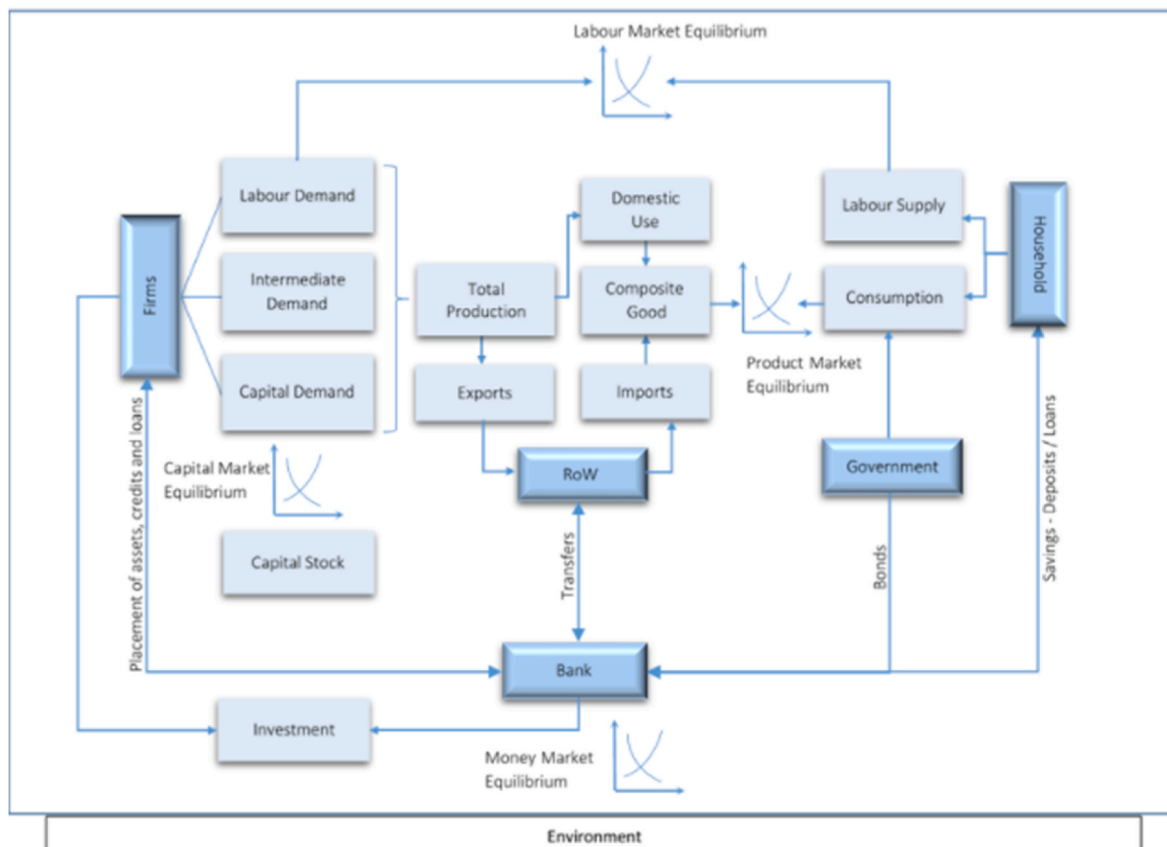 Labour Market Equilibrium
Labour Demand
Domestic
Use
Labour Supply
Household
Firms
Intermediate
Demand
Total
Production
Composite
Good
Consumption
Product Market
Equilibrium
Capital Demand
Exports
Imports
Capital Market
Equilibrium
RoW
Government
Placement of assets, credits and loans
Capital Stock
Transfers
Bonds
Savings - Deposits / Loans
Bank
Investment
Money Market
Equilibrium
Environment